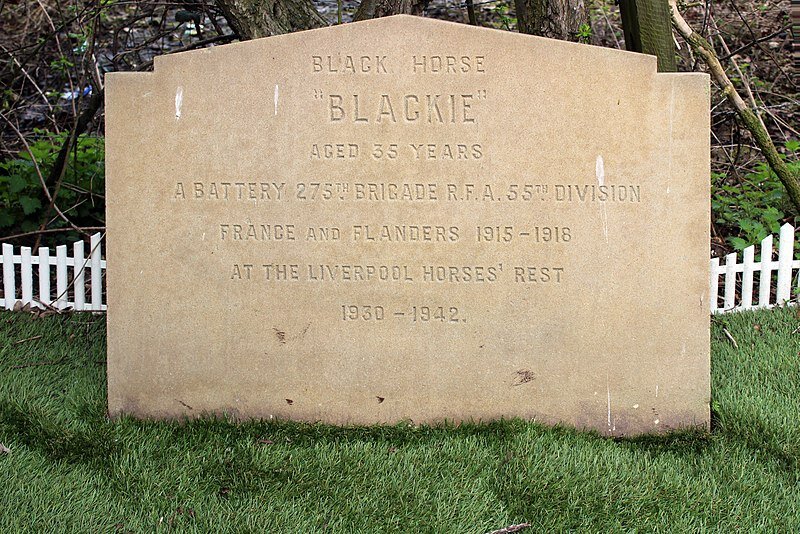 BLACK HORSE
"BLACKIE"
AGED 35 YEARS
A BATTERY 275TH BRIGADE R.F.A. 55TH DIVISION
FRANCE AND FLANDERS 1915-1918
AT THE LIVERPOOL HORSES' REST
1930-1942.